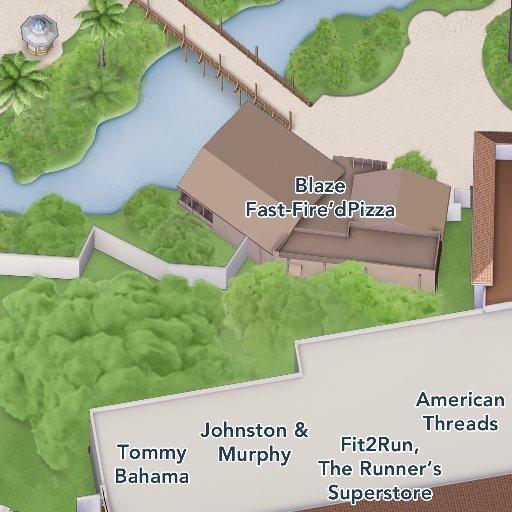 Blaze
Fast-Fire'dPizza
American
Threads
Johnston &
Murphy
Fit2Run,
The Runner's
Superstore
Tommy
Bahama